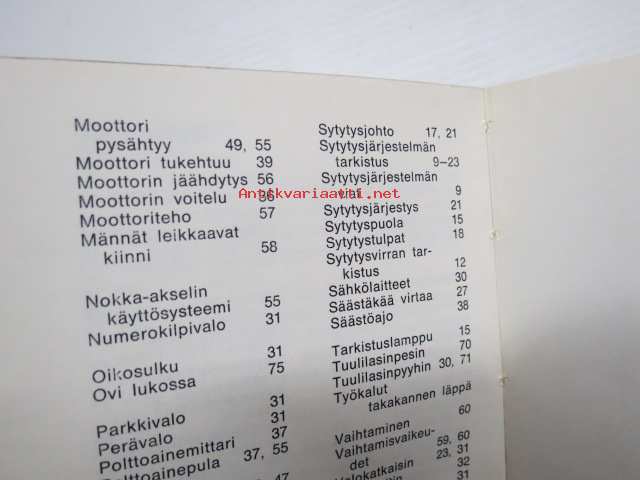 Moottori
pysähtyy 49, 55
Moottori tukehtuu 39
Moottorin jäähdytys 56
Moottorin voitelu 36
Moottoriteho 57
Männät leikkaavat
kiinni 58
Nokka-akselin
käyttösysteemi 55
Numerokilpivalo 31
Oikosulku 31
Ovi lukossa 75
Parkkivalo 31
Perävalo 31
Polttoainemittari 37
Polttoainepula 37, 55
47
Sytytysjohto 17, 21
Sytytysjärjestelmän
tarkistus 9–23
Sytytysjärjestelmän
9
Sytytysjärjestys 21
Sytytyspuola 15
Sytytystulpat 18
Sytytysvirran tar-
kistus 12
Sähkölaitteet 30
Säästäkää virtaa 27
Säästöajo 38
Tarkistuslamppu 15
Tuulilasinpesin 70
Tuulilasinpyyhin 30, 71
Työkalut
takakannen läppä
60
Vaihtaminen
Vaihtamisvaikeu- 59, 60
det 23, 31
Valokatkaisin 32
31
Antikvariaatti.net